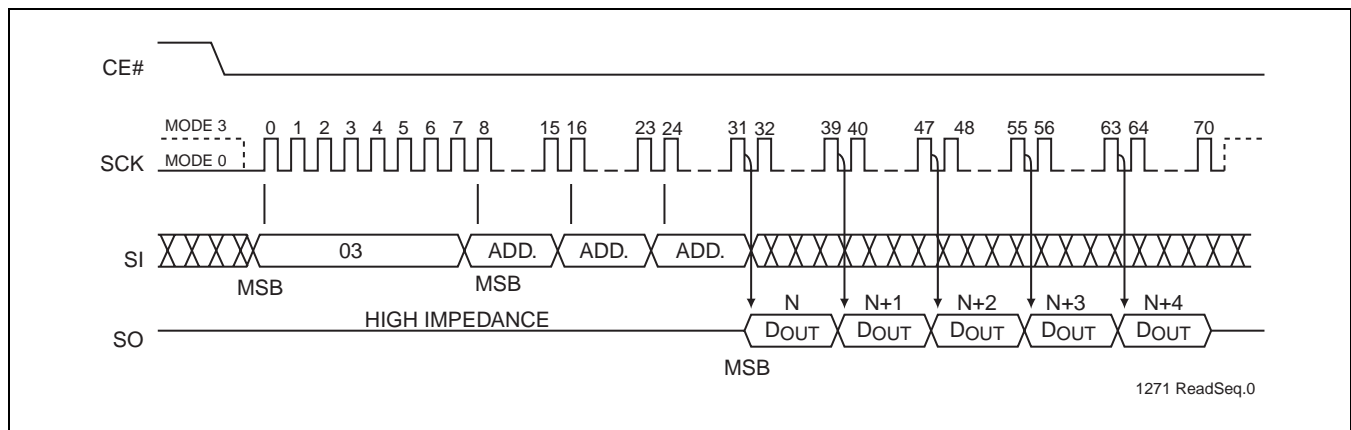 CE#
MODE 3
0 1 2 3 4 5 6 7 8 15 16 23 24 31 32 39 40 47 48 55 56 63 64 70
SCK
MODE 0
SI
03 ADD. ADD. ADD.
MSB MSB
N N+1 N+2 N+3 N+4
HIGH IMPEDANCE
SO
DOUT DOUT DOUT DOUT DOUT
MSB
1271 ReadSeq.0